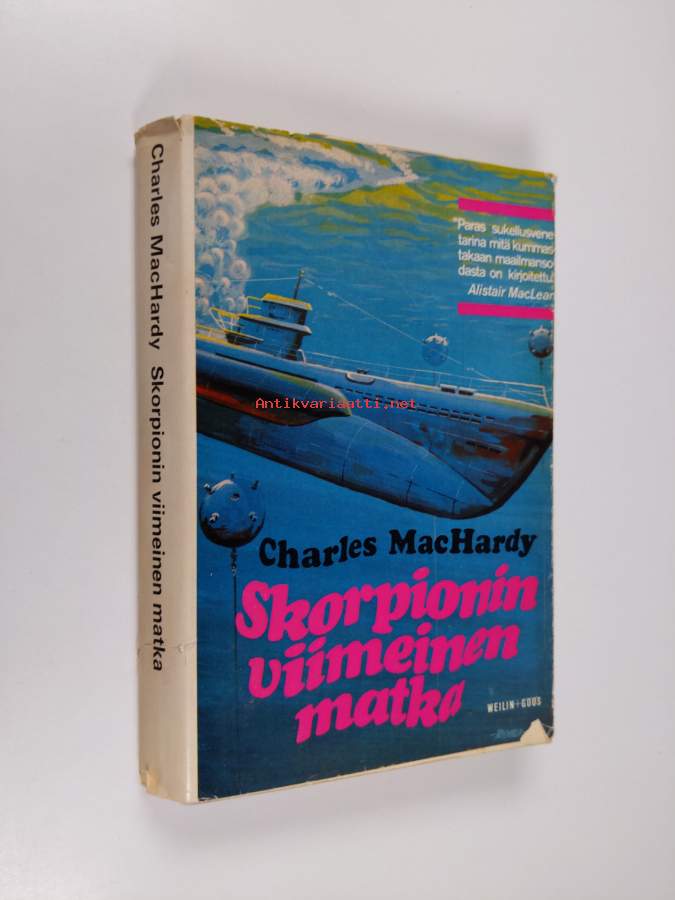 Charles MacHardy Skorpionin viimeinen matka
"Paras sukellusvene-
tarina mitä kummas-
takaan maailmanso-
dasta on kirjoitettu."
Alistair MacLean
Antikvariaatti.net
Charles MacHardy
Skorpionin
viimeinen
matka
WEILIN+GÖÖS